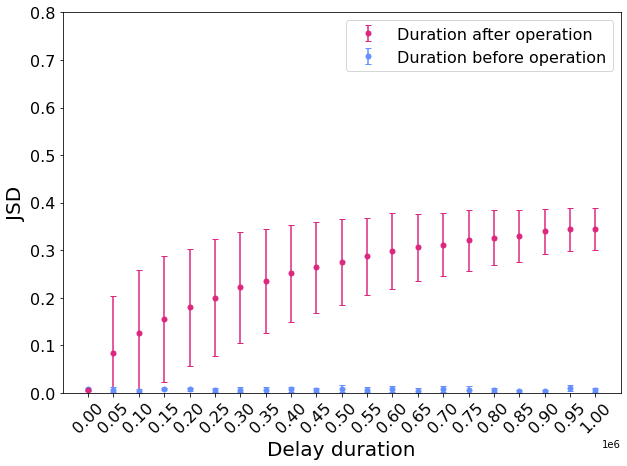 0.8
0.7
0.6
0.5
0.4
0.3
0.2
0.1
0.0
JSD
Duration after operation
Duration before operation
0.00 0.05 0.10 0.15 0.20 0.25 0.30 0.35 0.40 0.45 0.50 0.55 0.60 0.65 0.70 0.75 0.80 0.85 0.90 0.95 1.00
1e6
Delay duration